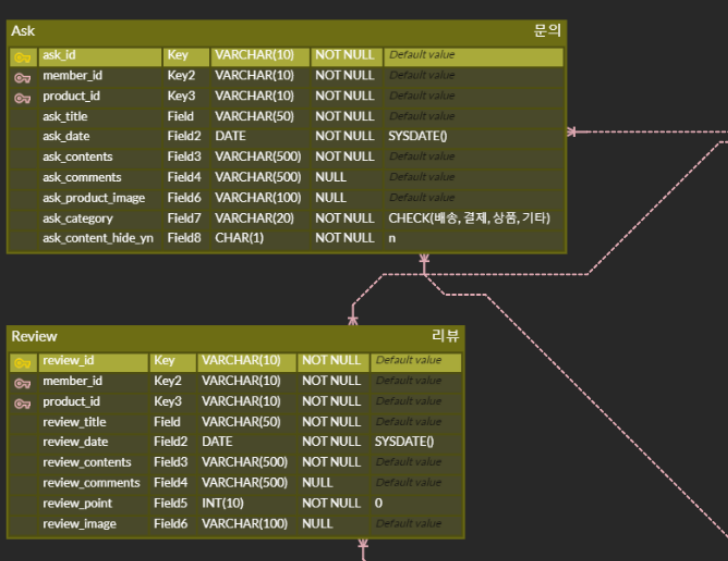 Ask 문의
ask_id Key VARCHAR(10) NOT NULL Default value
member_id Key2 VARCHAR(10) NOT NULL Default value
product_id Key3 VARCHAR(10) NOT NULL Default value
ask_title Field VARCHAR(50) NOT NULL Default value
ask_date Field2 DATE NOT NULL SYSDATE()
ask_contents Field3 VARCHAR(500) NOT NULL Default value
ask_comments Field4 VARCHAR(500) NULL Default value
ask_product_image Field6 VARCHAR(100) NULL Default value
ask_category Field7 VARCHAR(20) NOT NULL CHECK(배송, 결제, 상품, 기타)
ask_content_hide_yn Field8 CHAR(1) NOT NULL n
Review 리뷰
review_id Key VARCHAR(10) NOT NULL Default value
member_id Key2 VARCHAR(10) NOT NULL Default value
product_id Key3 VARCHAR(10) NOT NULL Default value
review_title Field VARCHAR(50) NOT NULL Default value
review_date Field2 DATE NOT NULL SYSDATE()
review_contents Field3 VARCHAR(500) NOT NULL Default value
review_comments Field4 VARCHAR(500) NULL Default value
review_point Field5 INT(10) NOT NULL 0
review_image Field6 VARCHAR(100) NULL Default value